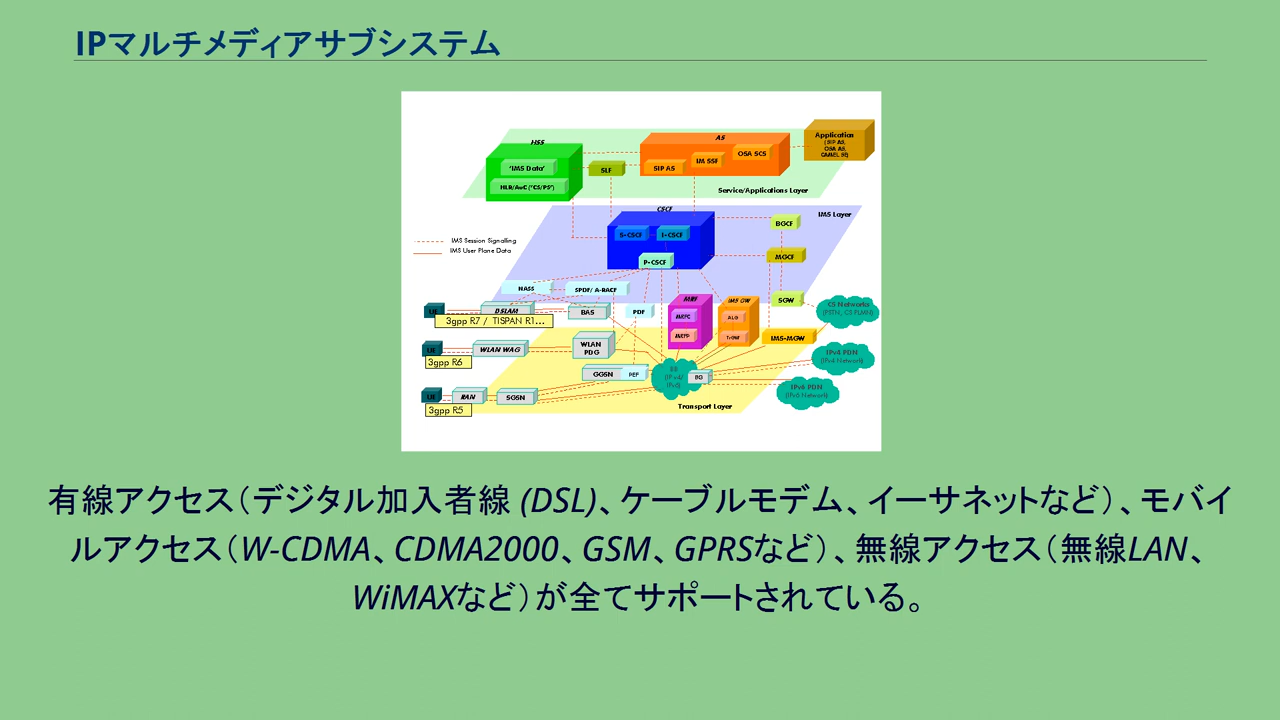 IPマルチメディアサブシステム
HSS
'IMS Data'
HLR/AuC ('CS/PS')
SLF
AS
SIP AS
IM SSF
OSA SCS
Application
(SIP AS,
OSA AS,
CAMEL SE)
Service/Applications Layer
IMS Session Signalling
IMS User Plane Data
CSCF
S-CSCF
I-CSCF
P-CSCF
BGCF
IMS Layer
MGCF
SGW
NASS
SPDF/ A-RACF
UE
DSLAM
BAS
PDF
3gpp R7 / TISPAN R1...
MRF
MRFC
MRFP
IMS GW
ALG
TrGW
IMS-MGW
CS Networks
(PSTN, CS PLMN)
UE
WLAN WAG
WLAN
PDG
3gpp R6
IPv4 PDN
(IPv4 Network)
GGSN
PEF
BB
(IPv4/
IPv6)
BG
IPv6 PDN
(IPv6 Network)
UE
RAN
SGSN
3gpp R5
Transport Layer
有線アクセス（デジタル加入者線 (DSL)、ケーブルモデム、イーサネットなど）、モバイ
ルアクセス（W-CDMA、CDMA2000、GSM、GPRSなど）、無線アクセス（無線LAN、
WiMAXなど）が全てサポートされている。